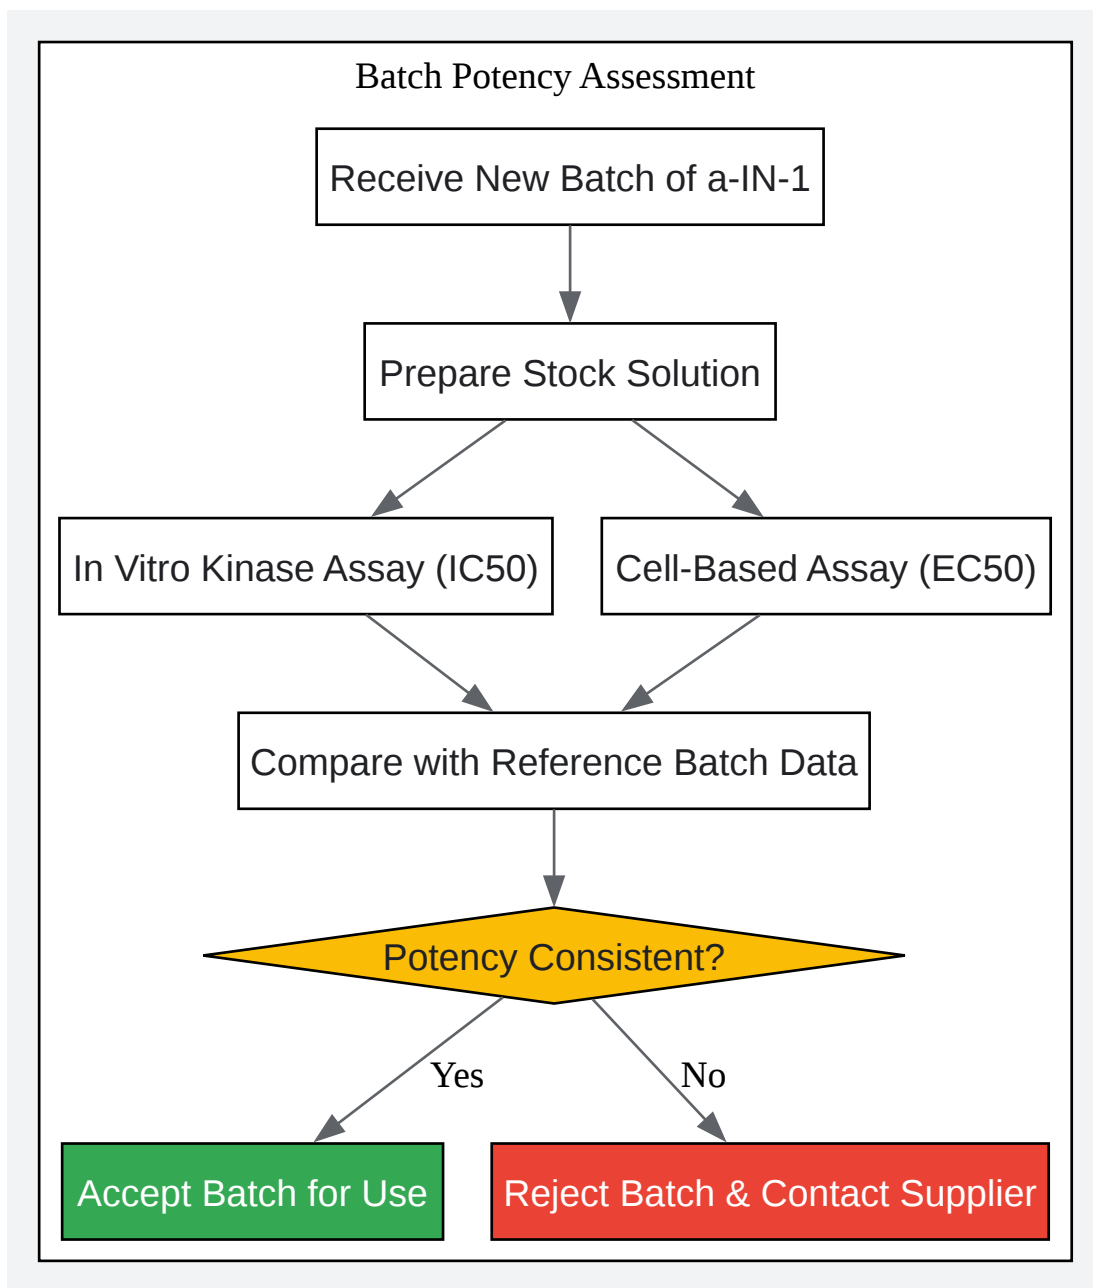 Batch Potency Assessment
Receive New Batch of a-IN-1
Prepare Stock Solution
In Vitro Kinase Assay (IC50)
Cell-Based Assay (EC50)
Compare with Reference Batch Data
Potency Consistent?
Yes
No
Accept Batch for Use
Reject Batch & Contact Supplier